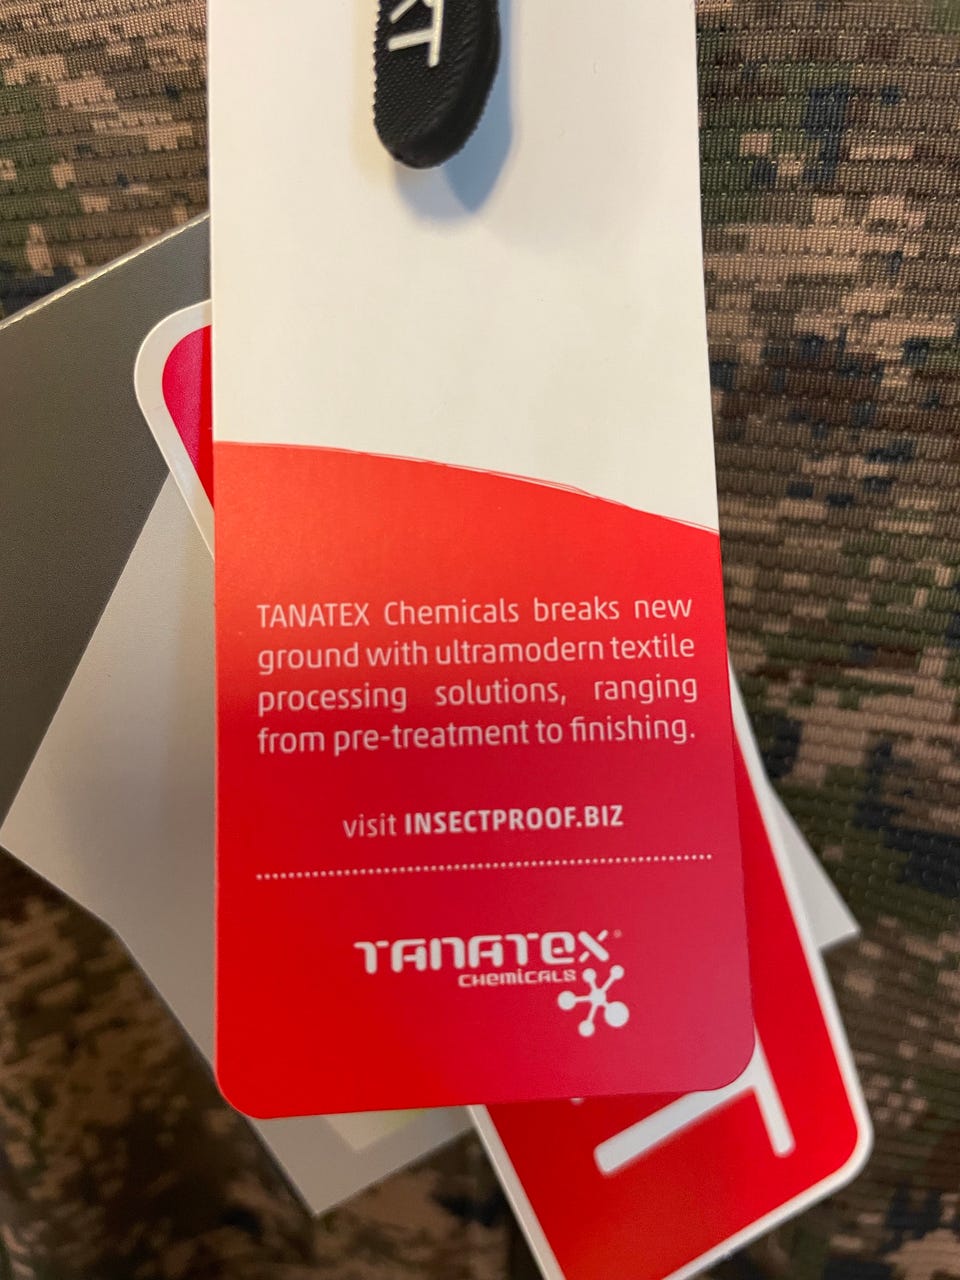 TANATEX Chemicals breaks new
ground with ultramodern textile
processing solutions, ranging
from pre-treatment to finishing.
visit INSECTPROOF.BIZ
TANATEX®
CHEMICALS